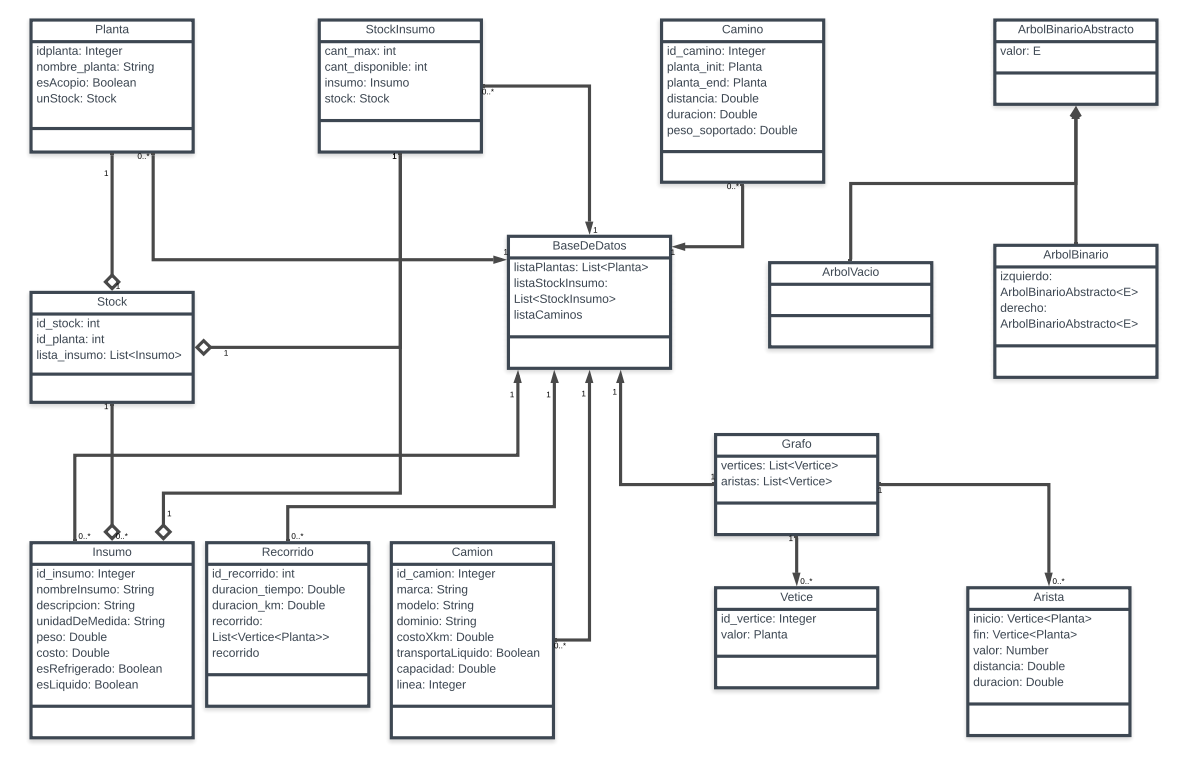 Planta
idplanta: Integer
nombre_planta: String
esAcopio: Boolean
unStock: Stock
0..*
1
StockInsumo
cant_max: int
cant_disponible: int
insumo: Insumo
stock: Stock
0..*
1
Camino
id_camino: Integer
planta_init: Planta
planta_end: Planta
distancia: Double
duracion: Double
peso_soportado: Double
0..*
ArbolBinarioAbstracto
valor: E
1
1
1
BaseDeDatos
listaPlantas: List<Planta>
listaStockInsumo:
List<StockInsumo>
listaCaminos
ArbolVacio
ArbolBinario
izquierdo:
ArbolBinarioAbstracto<E>
derecho:
ArbolBinarioAbstracto<E>
1
Stock
id_stock: int
id_planta: int
lista_insumo: List<Insumo>
1
1
1
1
1
1
Grafo
vertices: List<Vertice>
aristas: List<Vertice>
1
1
1
1
0..*
0..*
Insumo
id_insumo: Integer
nombreInsumo: String
descripcion: String
unidadDeMedida: String
peso: Double
costo: Double
esRefrigerado: Boolean
esLiquido: Boolean
0..*
Recorrido
id_recorrido: int
duracion_tiempo: Double
duracion_km: Double
recorrido:
List<Vertice<Planta>>
recorrido
Camion
id_camion: Integer
marca: String
modelo: String
dominio: String
costoXkm: Double
transportaLiquido: Boolean
capacidad: Double
linea: Integer
0..*
0..*
Vetice
id_vertice: Integer
valor: Planta
0..*
Arista
inicio: Vertice<Planta>
fin: Vertice<Planta>
valor: Number
distancia: Double
duracion: Double